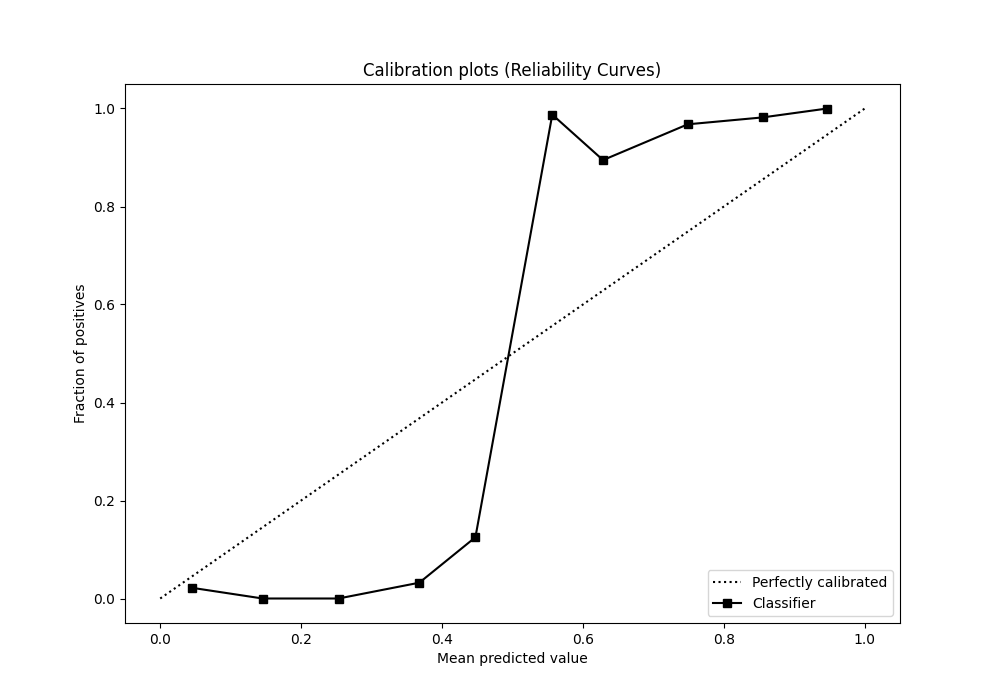 Calibration plots (Reliability Curves)
1.0
0.8
0.6
0.4
0.2
0.0
Fraction of positives
Perfectly calibrated
Classifier
0.0 0.2 0.4 0.6 0.8 1.0
Mean predicted value